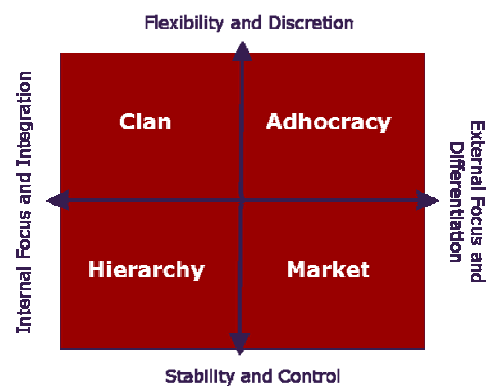 Flexibility and Discretion
Internal Focus and Integration
Clan
Adhocracy
External Focus and
Differentiation
Hierarchy
Market
Stability and Control